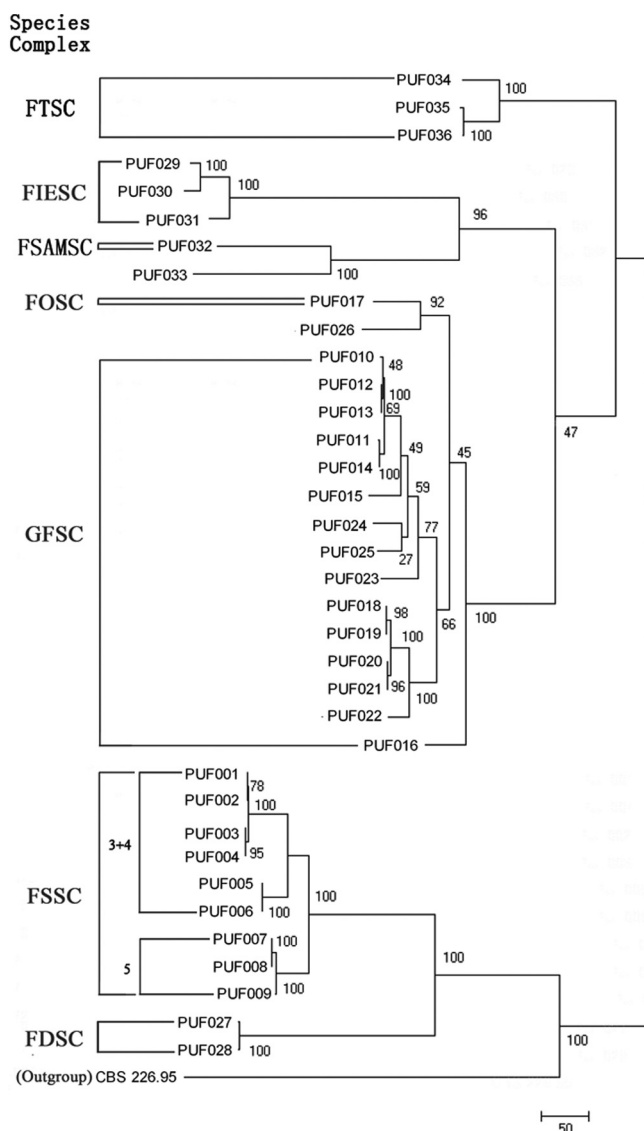 Species
Complex
PUF034
100
FTSC
PUF035
PUF036
100
PUF029
100
FIESC
PUF030
100
PUF031
96
FSAMSC
PUF032
PUF033
100
FOSC
PUF017
92
PUF026
PUF010
48
PUF012
100
PUF013
69
47
PUF011
49
45
PUF014
100
PUF015
59
GFSC
PUF024
77
PUF025
27
PUF023
PUF018
98
PUF019
100
66
100
PUF020
PUF021
96
100
PUF022
PUF016
PUF001
78
PUF002
100
3+4
PUF003
PUF004
95
PUF005
FSSC
100
PUF006
100
PUF007
100
5
PUF008
100
100
PUF009
FDSC
PUF027
100
PUF028
100
(Outgroup) CBS 226.95
50